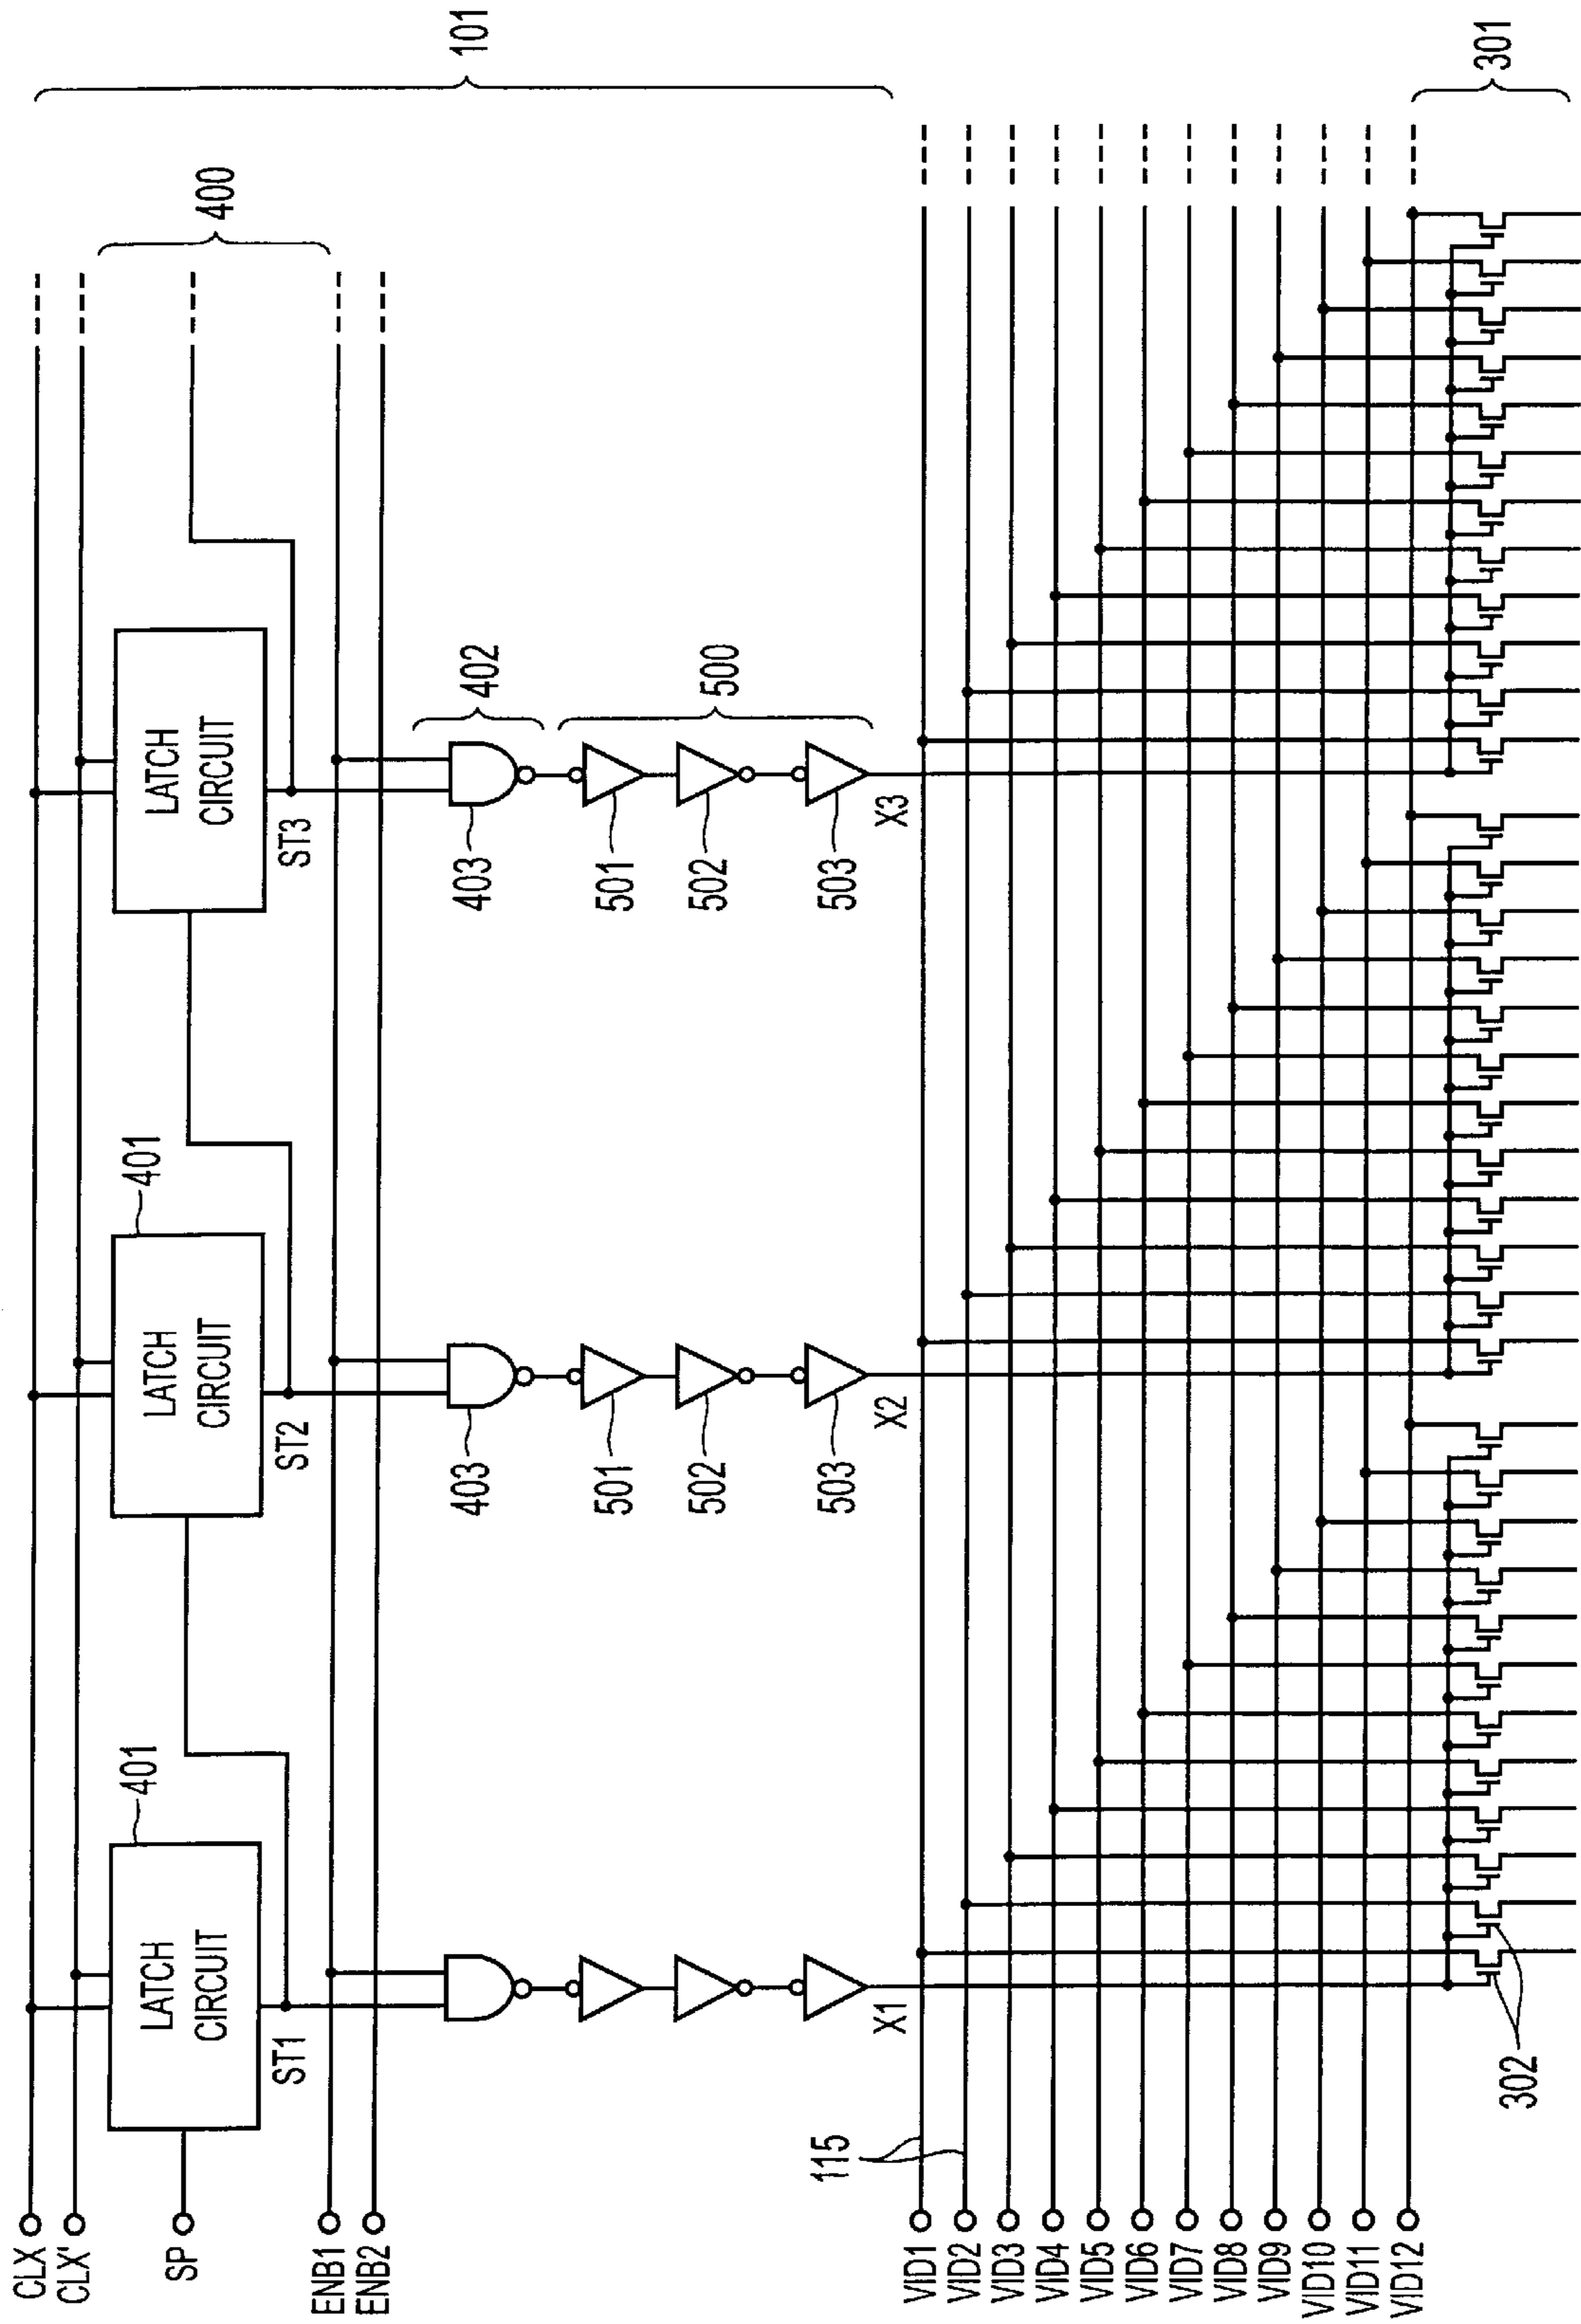 CLX
CLX'
SP
ENB1
ENB2
LATCH
CIRCUIT
ST1
401
LATCH
CIRCUIT
ST2
401
LATCH
CIRCUIT
ST3
400
101
403
501
502
503
403
501
502
503
402
500
X1
X2
X3
115
VID1
VID2
VID3
VID4
VID5
VID6
VID7
VID8
VID9
VID10
VID11
VID12
302
301